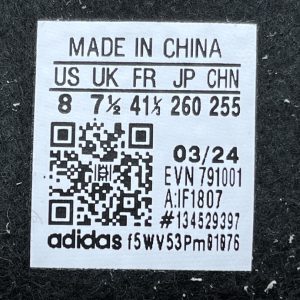 MADE IN CHINA
US UK FR JP CHN
8 7½ 41⅓ 260 255
03/24
EVN 791001
A:IF1807
#134529397
adidas f5WV53Pm01076